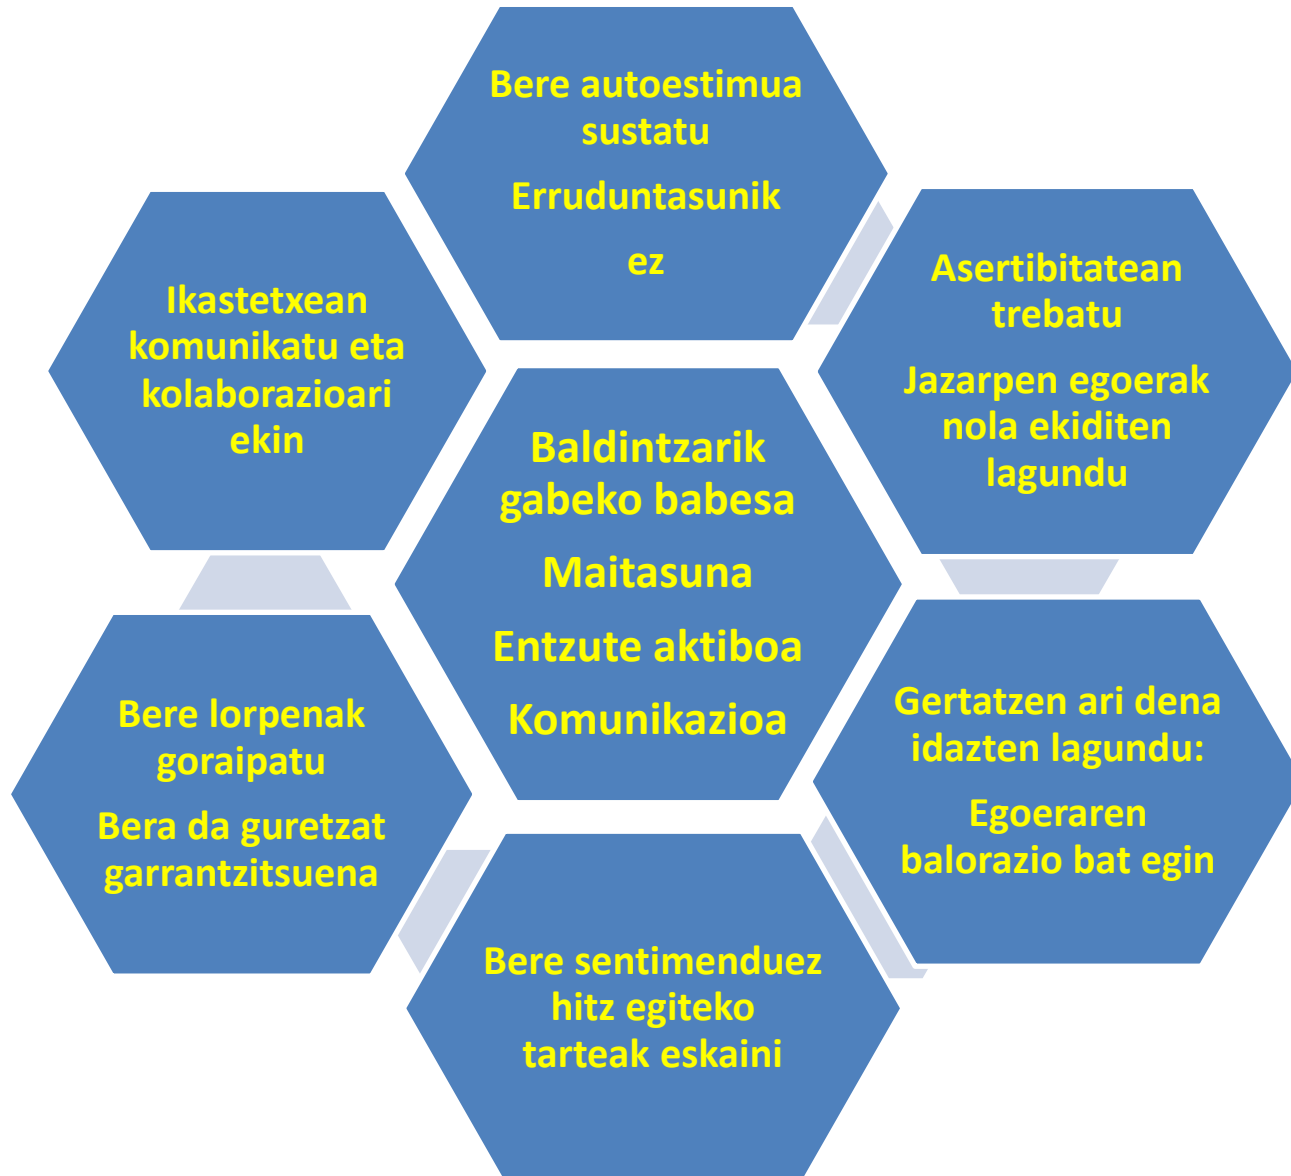 Bere autoestimua
sustatu
Erruduntasunik
ez
Asertibitatean
trebatu
Jazarpen egoerak
nola ekiditen
lagundu
Ikastetxean
komunikatu eta
kolaborazioari
ekin
Baldintzarik
gabeko babesa
Maitasuna
Entzute aktiboa
Komunikazioa
Gertatzen ari dena
idazten lagundu:
Egoeraren
balorazio bat egin
Bere lorpenak
goraipatu
Bera da guretzat
garrantzitsuena
Bere sentimenduez
hitz egiteko
tarteak eskaini